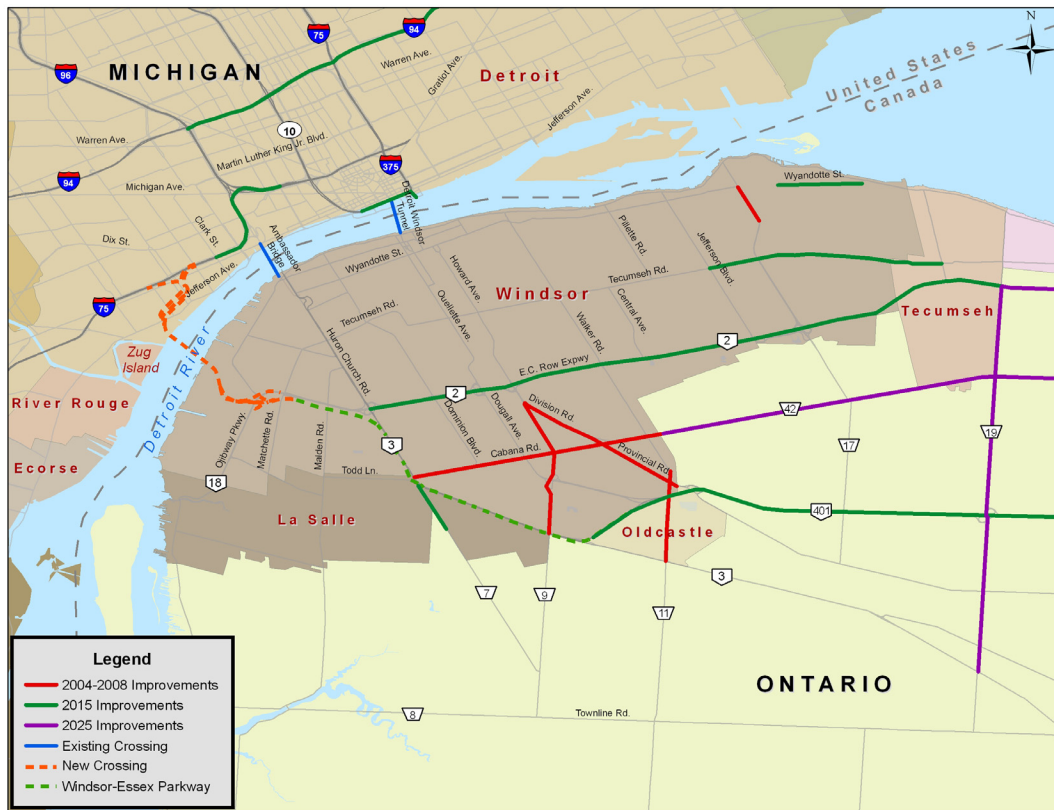 N
75
94
96
MICHIGAN
Warren Ave.
Gratiot Ave.
Detroit
United States
Canada
Jefferson Ave.
10
Warren Ave.
Martin Luther King Jr. Blvd.
375
94
Michigan Ave.
Wyandotte St.
Detroit Windsor
Tunnel
Clark St.
Dix St.
Ambassador
Bridge
Pillette Rd.
Jefferson Blvd.
Wyandotte St.
Jefferson Ave.
Howard Ave.
Tecumseh Rd.
75
Windsor
Ouellette Ave.
Central Ave.
Tecumseh Rd.
Tecumseh
Walker Rd.
Huron Church Rd.
2
Zug
Island
Detroit River
E.C. Row Expwy
2
River Rouge
Division Rd.
42
Dougall Ave.
Dominion Blvd.
Ojibway Pkwy.
Matchette Rd.
Malden Rd.
3
Cabana Rd.
Provincial Rd.
17
19
Ecorse
Todd Ln.
18
La Salle
401
Oldcastle
3
7
9
11
ONTARIO
8
Townline Rd.
Legend
2004-2008 Improvements
2015 Improvements
2025 Improvements
Existing Crossing
New Crossing
Windsor-Essex Parkway